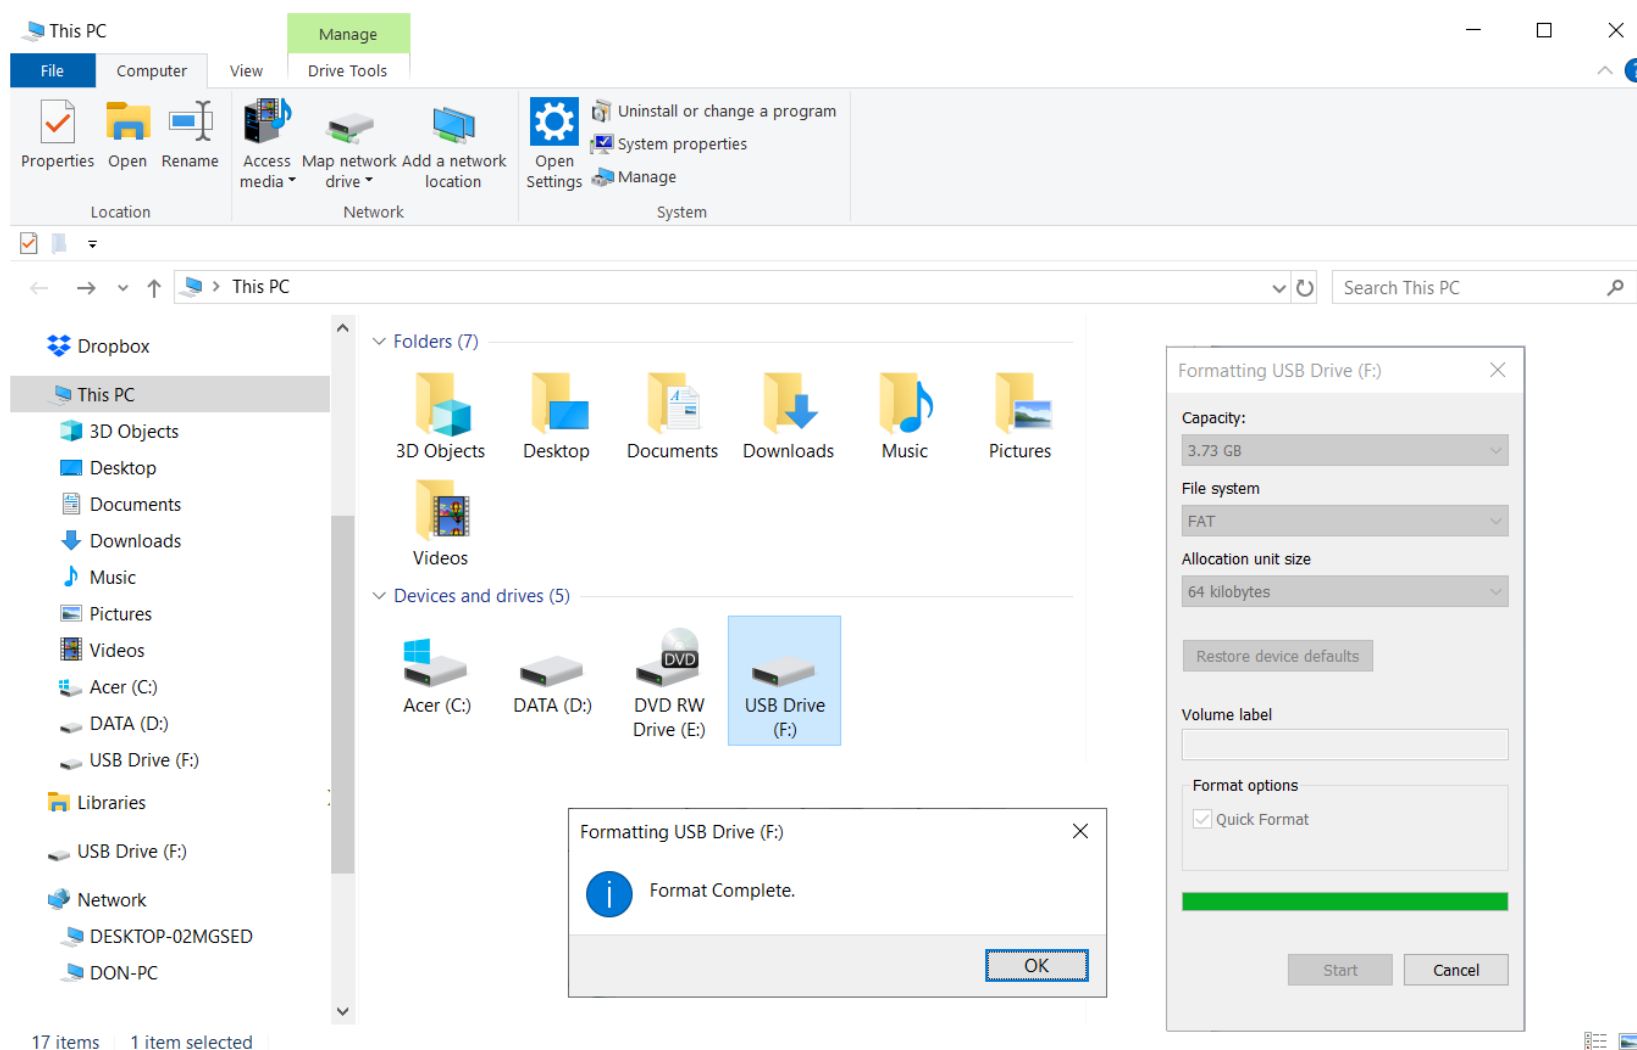 This PC
Manage
File
Computer
View
Drive Tools
Properties
Open
Rename
Access media
Map network drive
Add a network location
Open Settings
Uninstall or change a program
System properties
Manage
Location
Network
System
This PC
Search This PC
Dropbox
This PC
3D Objects
Desktop
Documents
Downloads
Music
Pictures
Videos
Acer (C:)
DATA (D:)
USB Drive (F:)
Libraries
USB Drive (F:)
Network
DESKTOP-02MGSED
DON-PC
Folders (7)
3D Objects
Desktop
Documents
Downloads
Music
Pictures
Videos
Devices and drives (5)
DVD
Acer (C:)
DATA (D:)
DVD RW
Drive (E:)
USB Drive
(F:)
Formatting USB Drive (F:)
Format Complete.
OK
Formatting USB Drive (F:)
Capacity:
3.73 GB
File system
FAT
Allocation unit size
64 kilobytes
Restore device defaults
Volume label
Format options
Quick Format
Start
Cancel
17 items
1 item selected